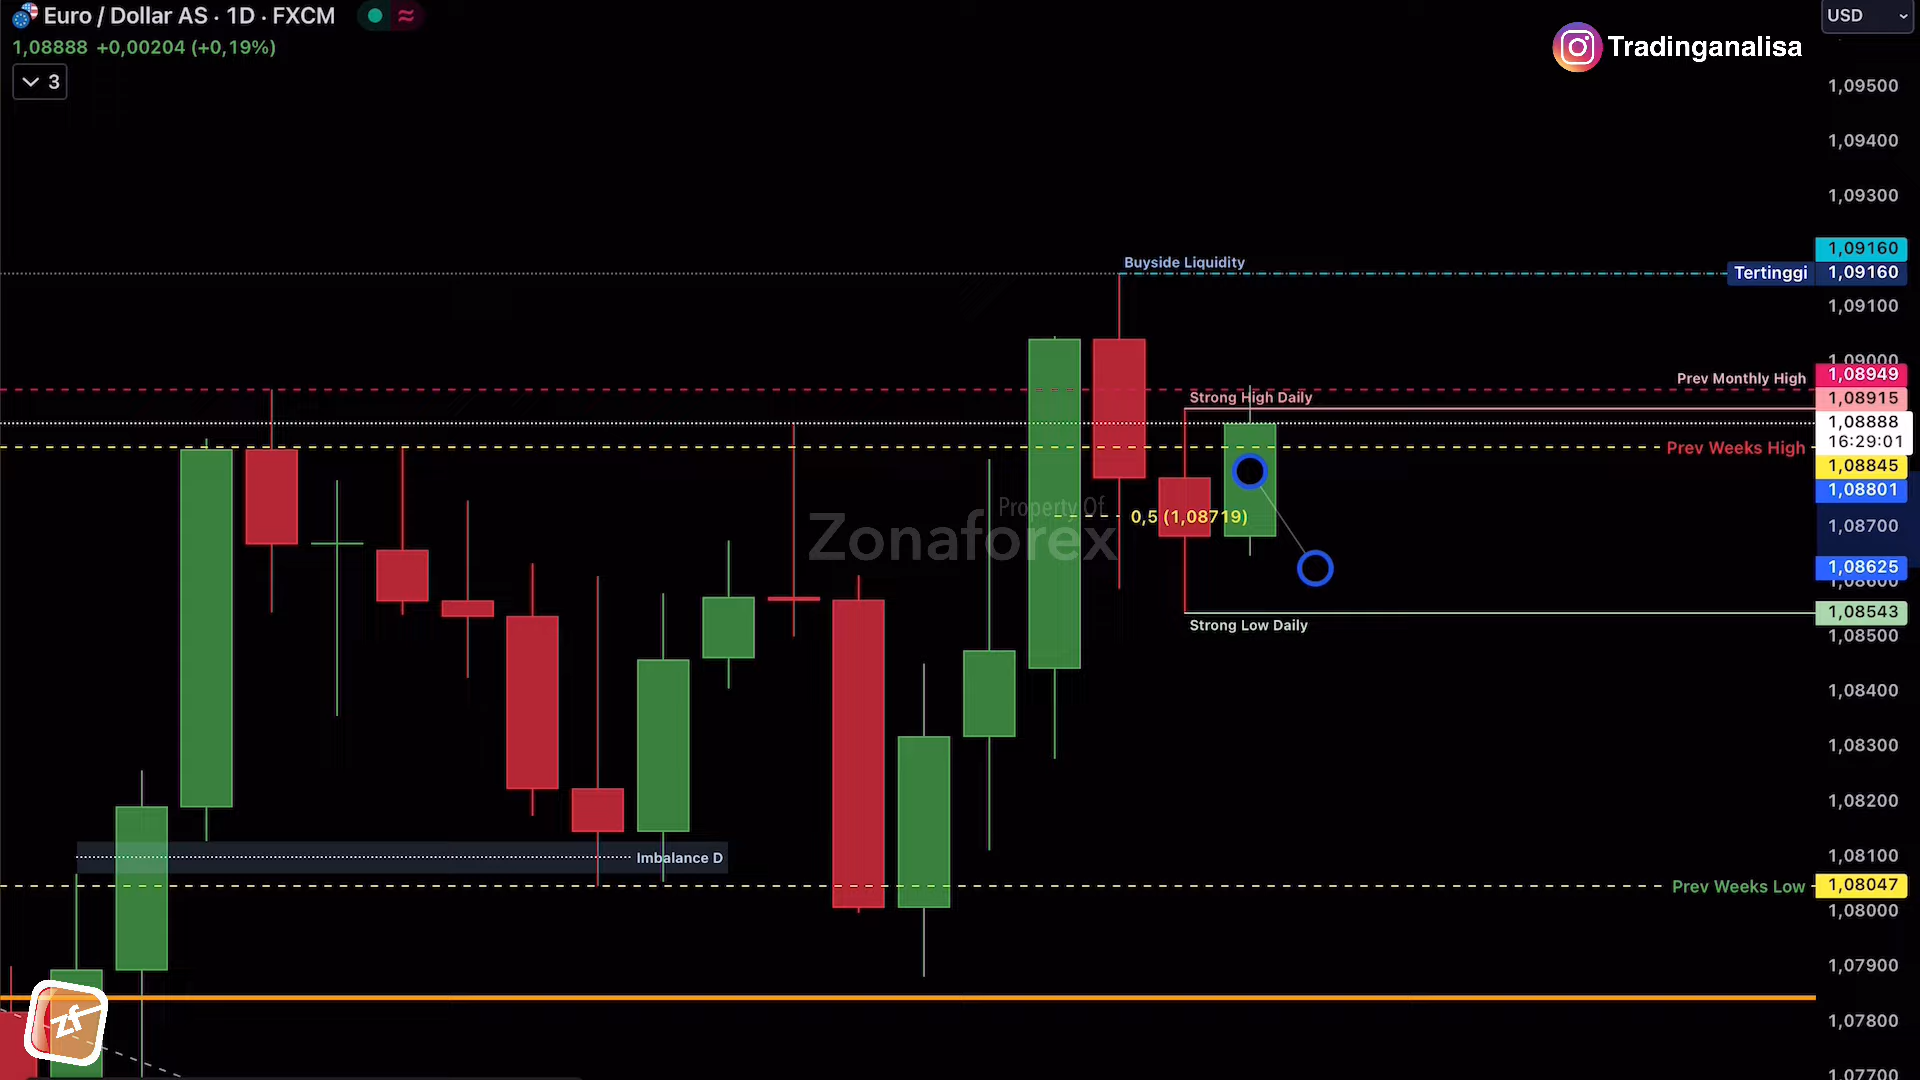 Euro / Dollar AS · 1D · FXCM
1,08888 +0,00204 (+0,19%)
3
Tradinganalisa
USD
1,09500
1,09400
1,09300
Buyside Liquidity
1,09160
Tertinggi 1,09160
1,09100
1,09000
Prev Monthly High 1,08949
Strong High Daily 1,08915
1,08888
16:29:01
Prev Weeks High
1,08845
1,08801
Property Of
Zonaforex
0,5 (1,08719)
1,08700
1,08625
1,08600
1,08543
Strong Low Daily
1,08500
1,08400
1,08300
1,08200
Imbalance D
1,08100
Prev Weeks Low 1,08047
1,08000
1,07900
zf
1,07800
1,07700